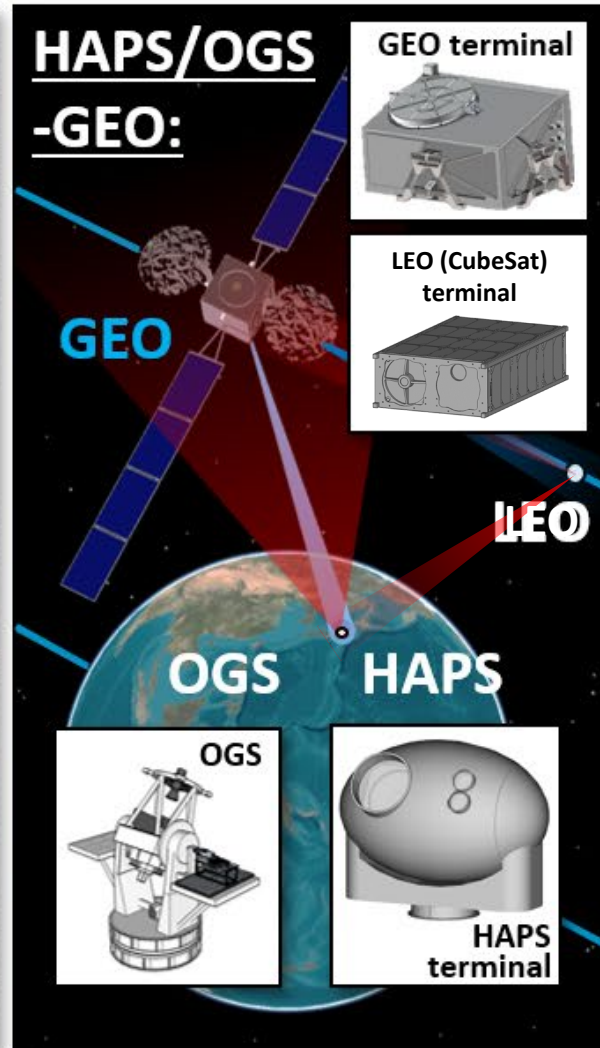 HAPS/OGS
-GEO:
GEO terminal
LEO (CubeSat)
terminal
GEO
LEO
OGS
HAPS
OGS
HAPS
terminal